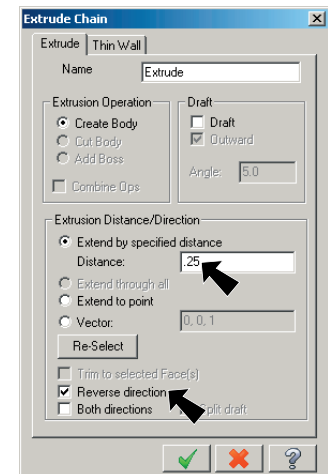 Extrude Chain
Extrude Thin Wall
Name Extrude
Extrusion Operation Draft
Create Body Draft
Cut Body Outward
Add Boss
Angle: 5.0
Combine Ops
Extrusion Distance/Direction
Extend by specified distance
Distance: .25
Extend through all
Extend to point
Vector: 0, 0, 1
Re-Select
Trim to selected Face(s)
Reverse direction
Both directions Split draft